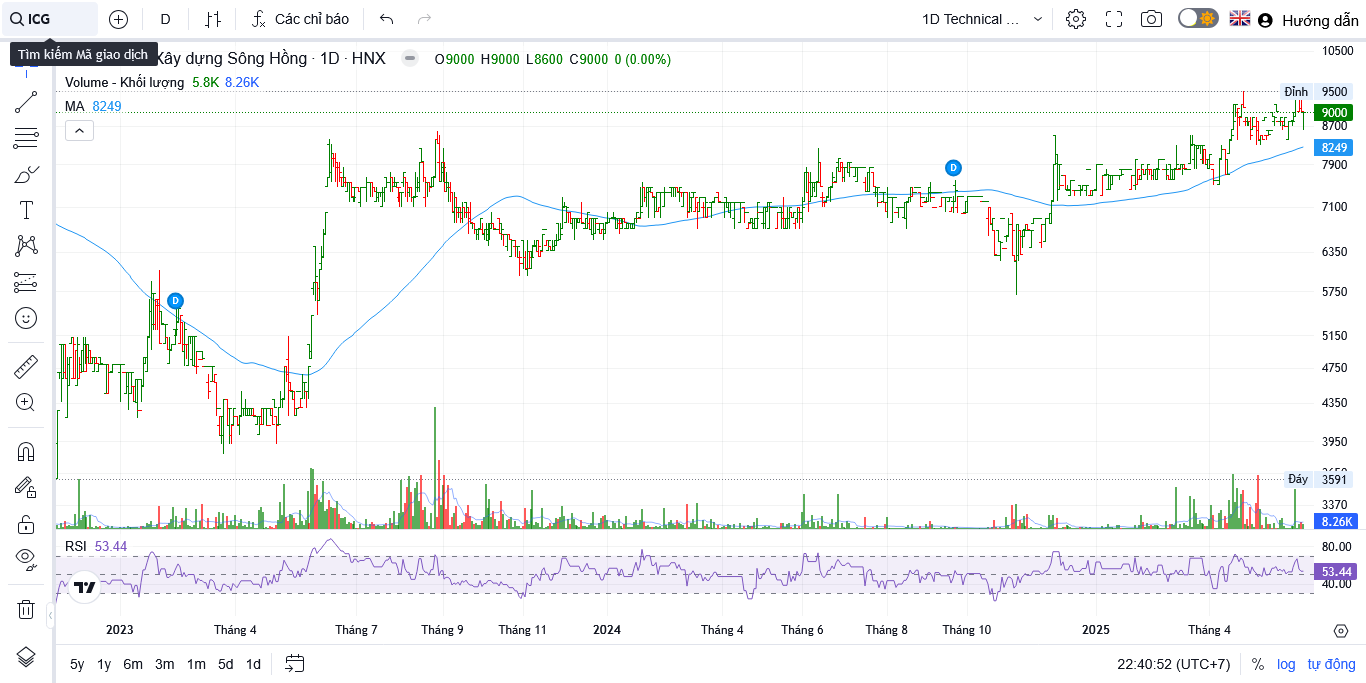 ICG
D
Các chỉ báo
1D Technical ...
Hướng dẫn
Tìm kiếm Mã giao dịch
Xây dựng Sông Hồng · 1D · HNX
O9000 H9000 L8600 C9000 0 (0.00%)
Volume - Khối lượng 5.8K 8.26K
MA 8249
10500
Đỉnh 9500
9000
8700
8249
7900
7100
6350
5750
5150
4750
4350
3950
Đáy 3591
3370
8.26K
D
D
RSI 53.44
80.00
53.44
40.00
2023 Tháng 4 Tháng 7 Tháng 9 Tháng 11 2024 Tháng 4 Tháng 6 Tháng 8 Tháng 10 2025 Tháng 4
5y 1y 6m 3m 1m 5d 1d
22:40:52 (UTC+7) % log tự động